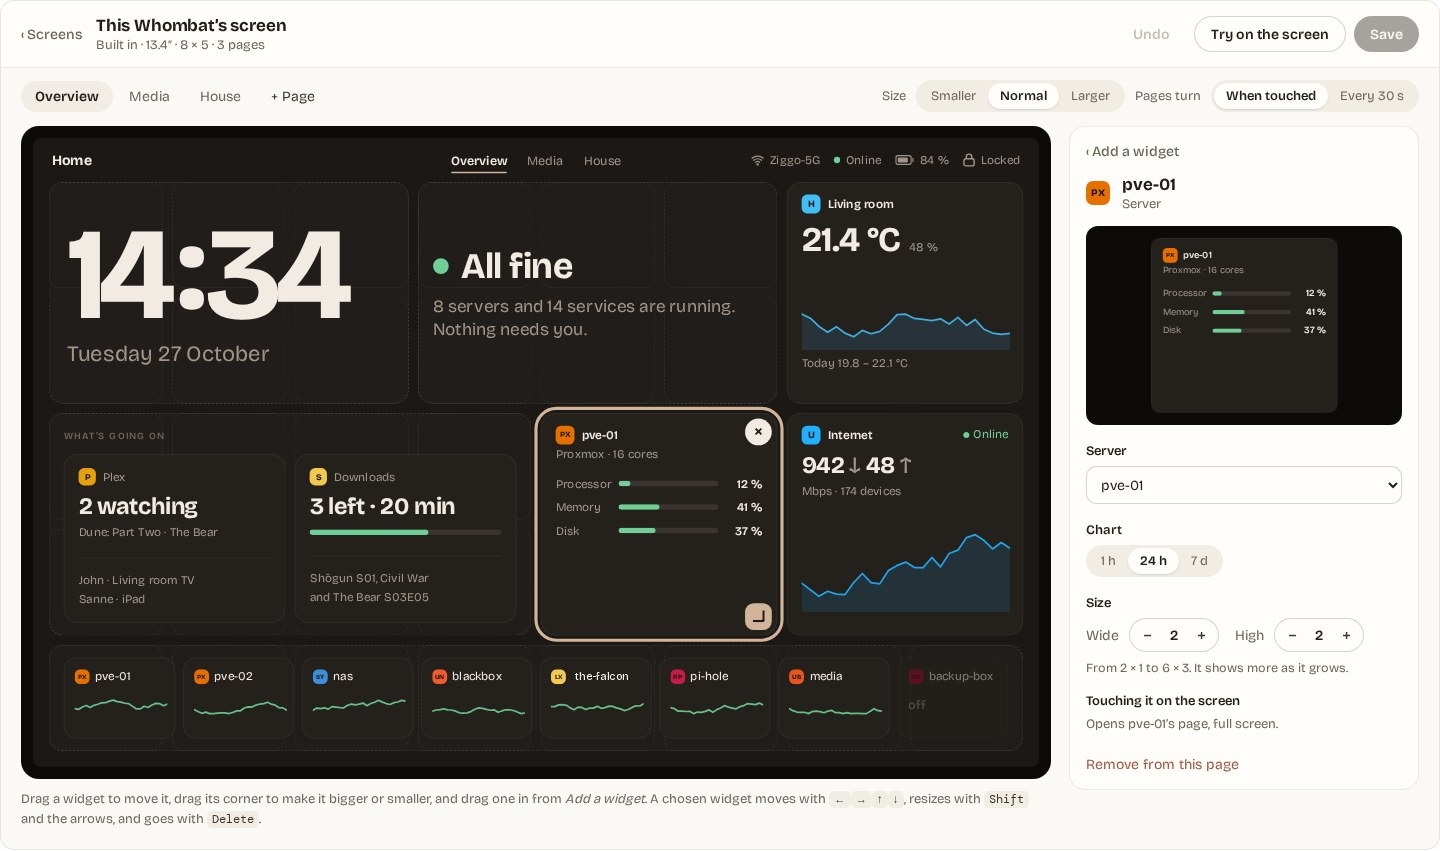 ‹ Screens
This Whombat's screen
Built in · 13.4″ · 8 × 5 · 3 pages
Undo
Try on the screen
Save
Overview
Media
House
+ Page
Size
Smaller
Normal
Larger
Pages turn
When touched
Every 30 s
Home
Overview
Media
House
Ziggo-5G
Online
84 %
Locked
14:34
Tuesday 27 October
All fine
8 servers and 14 services are running.
Nothing needs you.
H Living room
21.4 °C 48 %
Today 19.8 – 22.1 °C
WHAT'S GOING ON
P Plex
2 watching
Dune: Part Two · The Bear
John · Living room TV
Sanne · iPad
S Downloads
3 left · 20 min
Shōgun S01, Civil War
and The Bear S03E05
PX pve-01
×
Proxmox · 16 cores
Processor 12 %
Memory 41 %
Disk 37 %
U Internet
Online
942 ↓ 48 ↑
Mbps · 174 devices
PX pve-01
PX pve-02
SY nas
UN blackbox
LX the-falcon
RP pi-hole
UB media
backup-box
off
Drag a widget to move it, drag its corner to make it bigger or smaller, and drag one in from Add a widget. A chosen widget moves with ← → ↑ ↓, resizes with Shift
and the arrows, and goes with Delete.
‹ Add a widget
PX pve-01
Server
PX pve-01
Proxmox · 16 cores
Processor 12 %
Memory 41 %
Disk 37 %
Server
pve-01
Chart
1 h
24 h
7 d
Size
Wide − 2 +
High − 2 +
From 2 × 1 to 6 × 3. It shows more as it grows.
Touching it on the screen
Opens pve-01's page, full screen.
Remove from this page